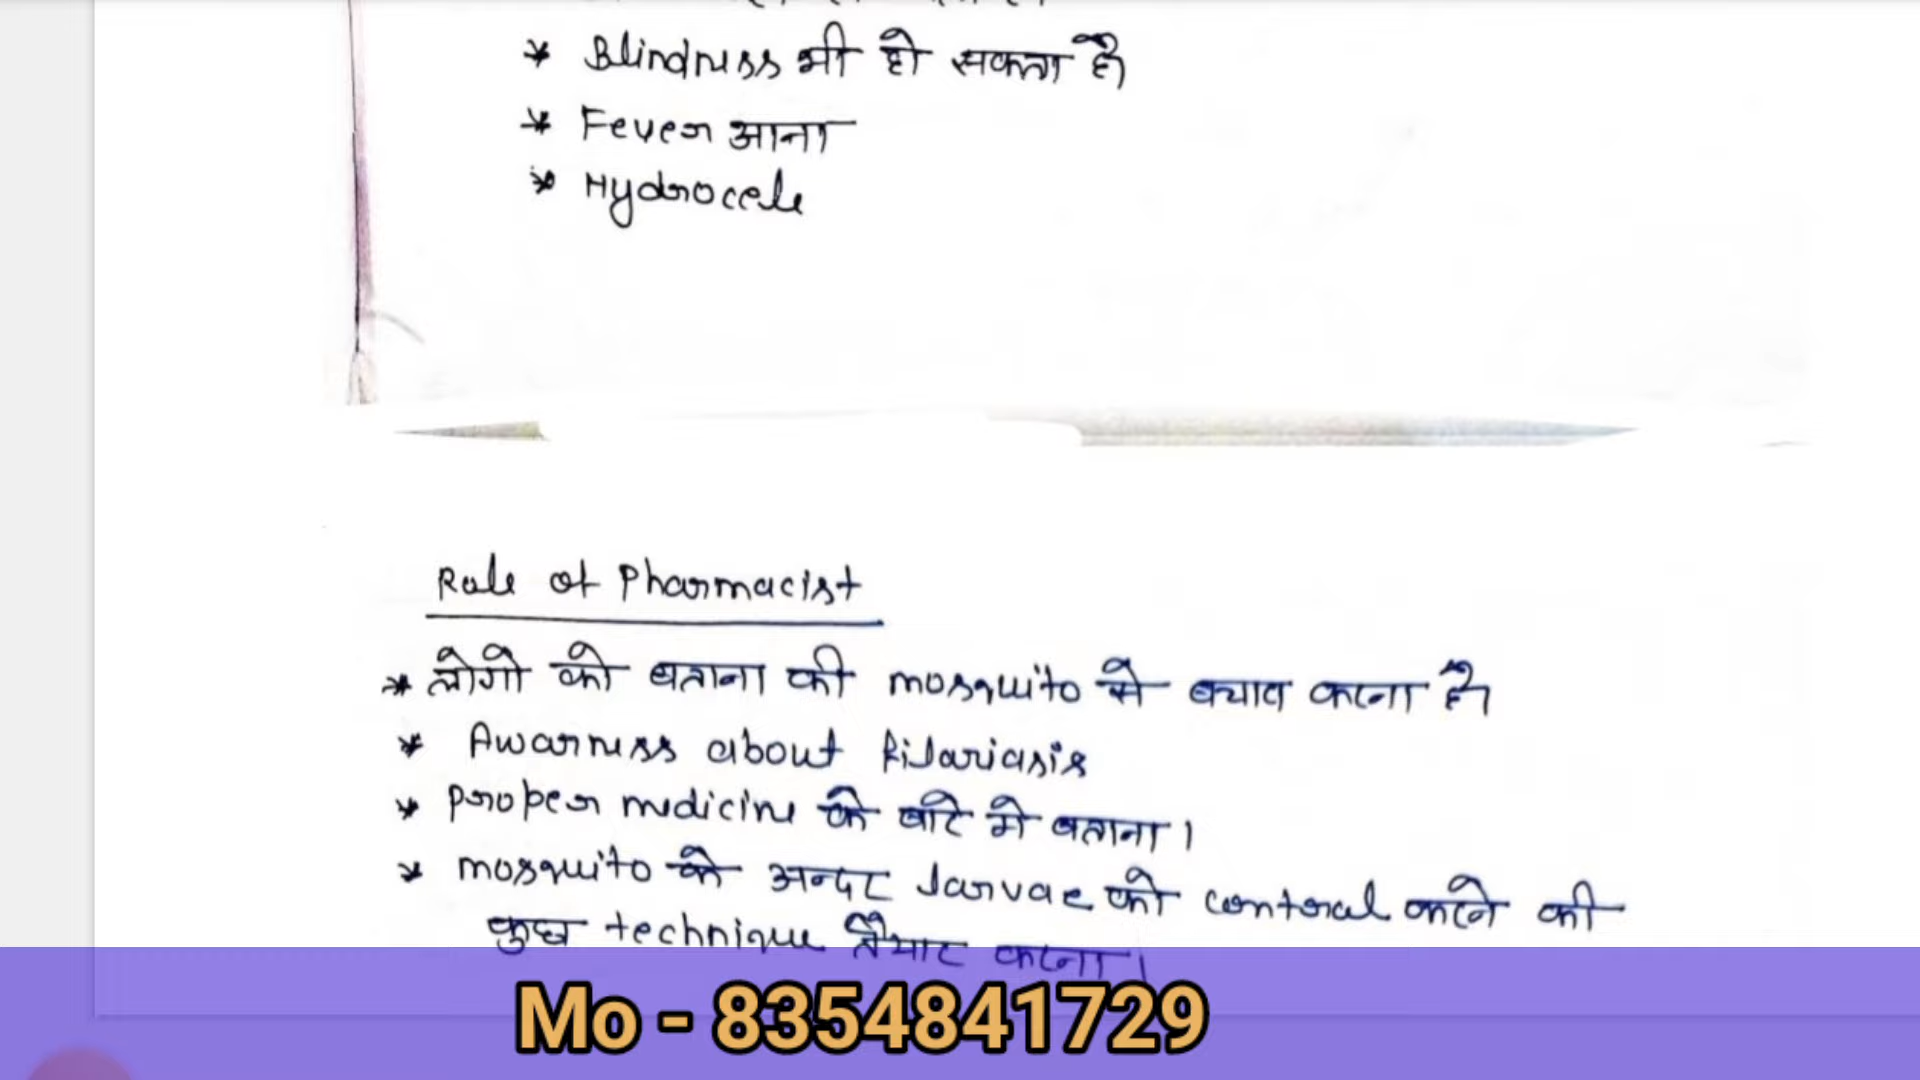 * Blindness भी हो सकता है
* Fever आना
* Hydrocele
Role of Pharmacist
* लोगो को बताना की mosquito से बचाव करना है
* Awarness about filariasis
* proper medicine के बारे मे बताना ।
* mosquito के अन्दर larvae को control करने की
कुछ technique तैयार करना ।
Mo - 8354841729